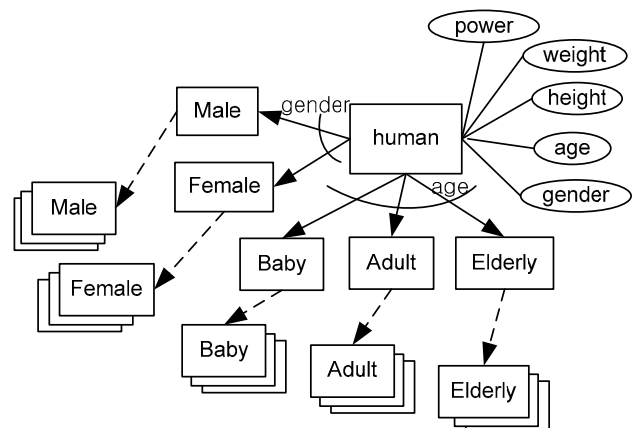 power
weight
height
age
gender
human
gender
age
Male
Female
Baby
Adult
Elderly
Male
Female
Baby
Adult
Elderly